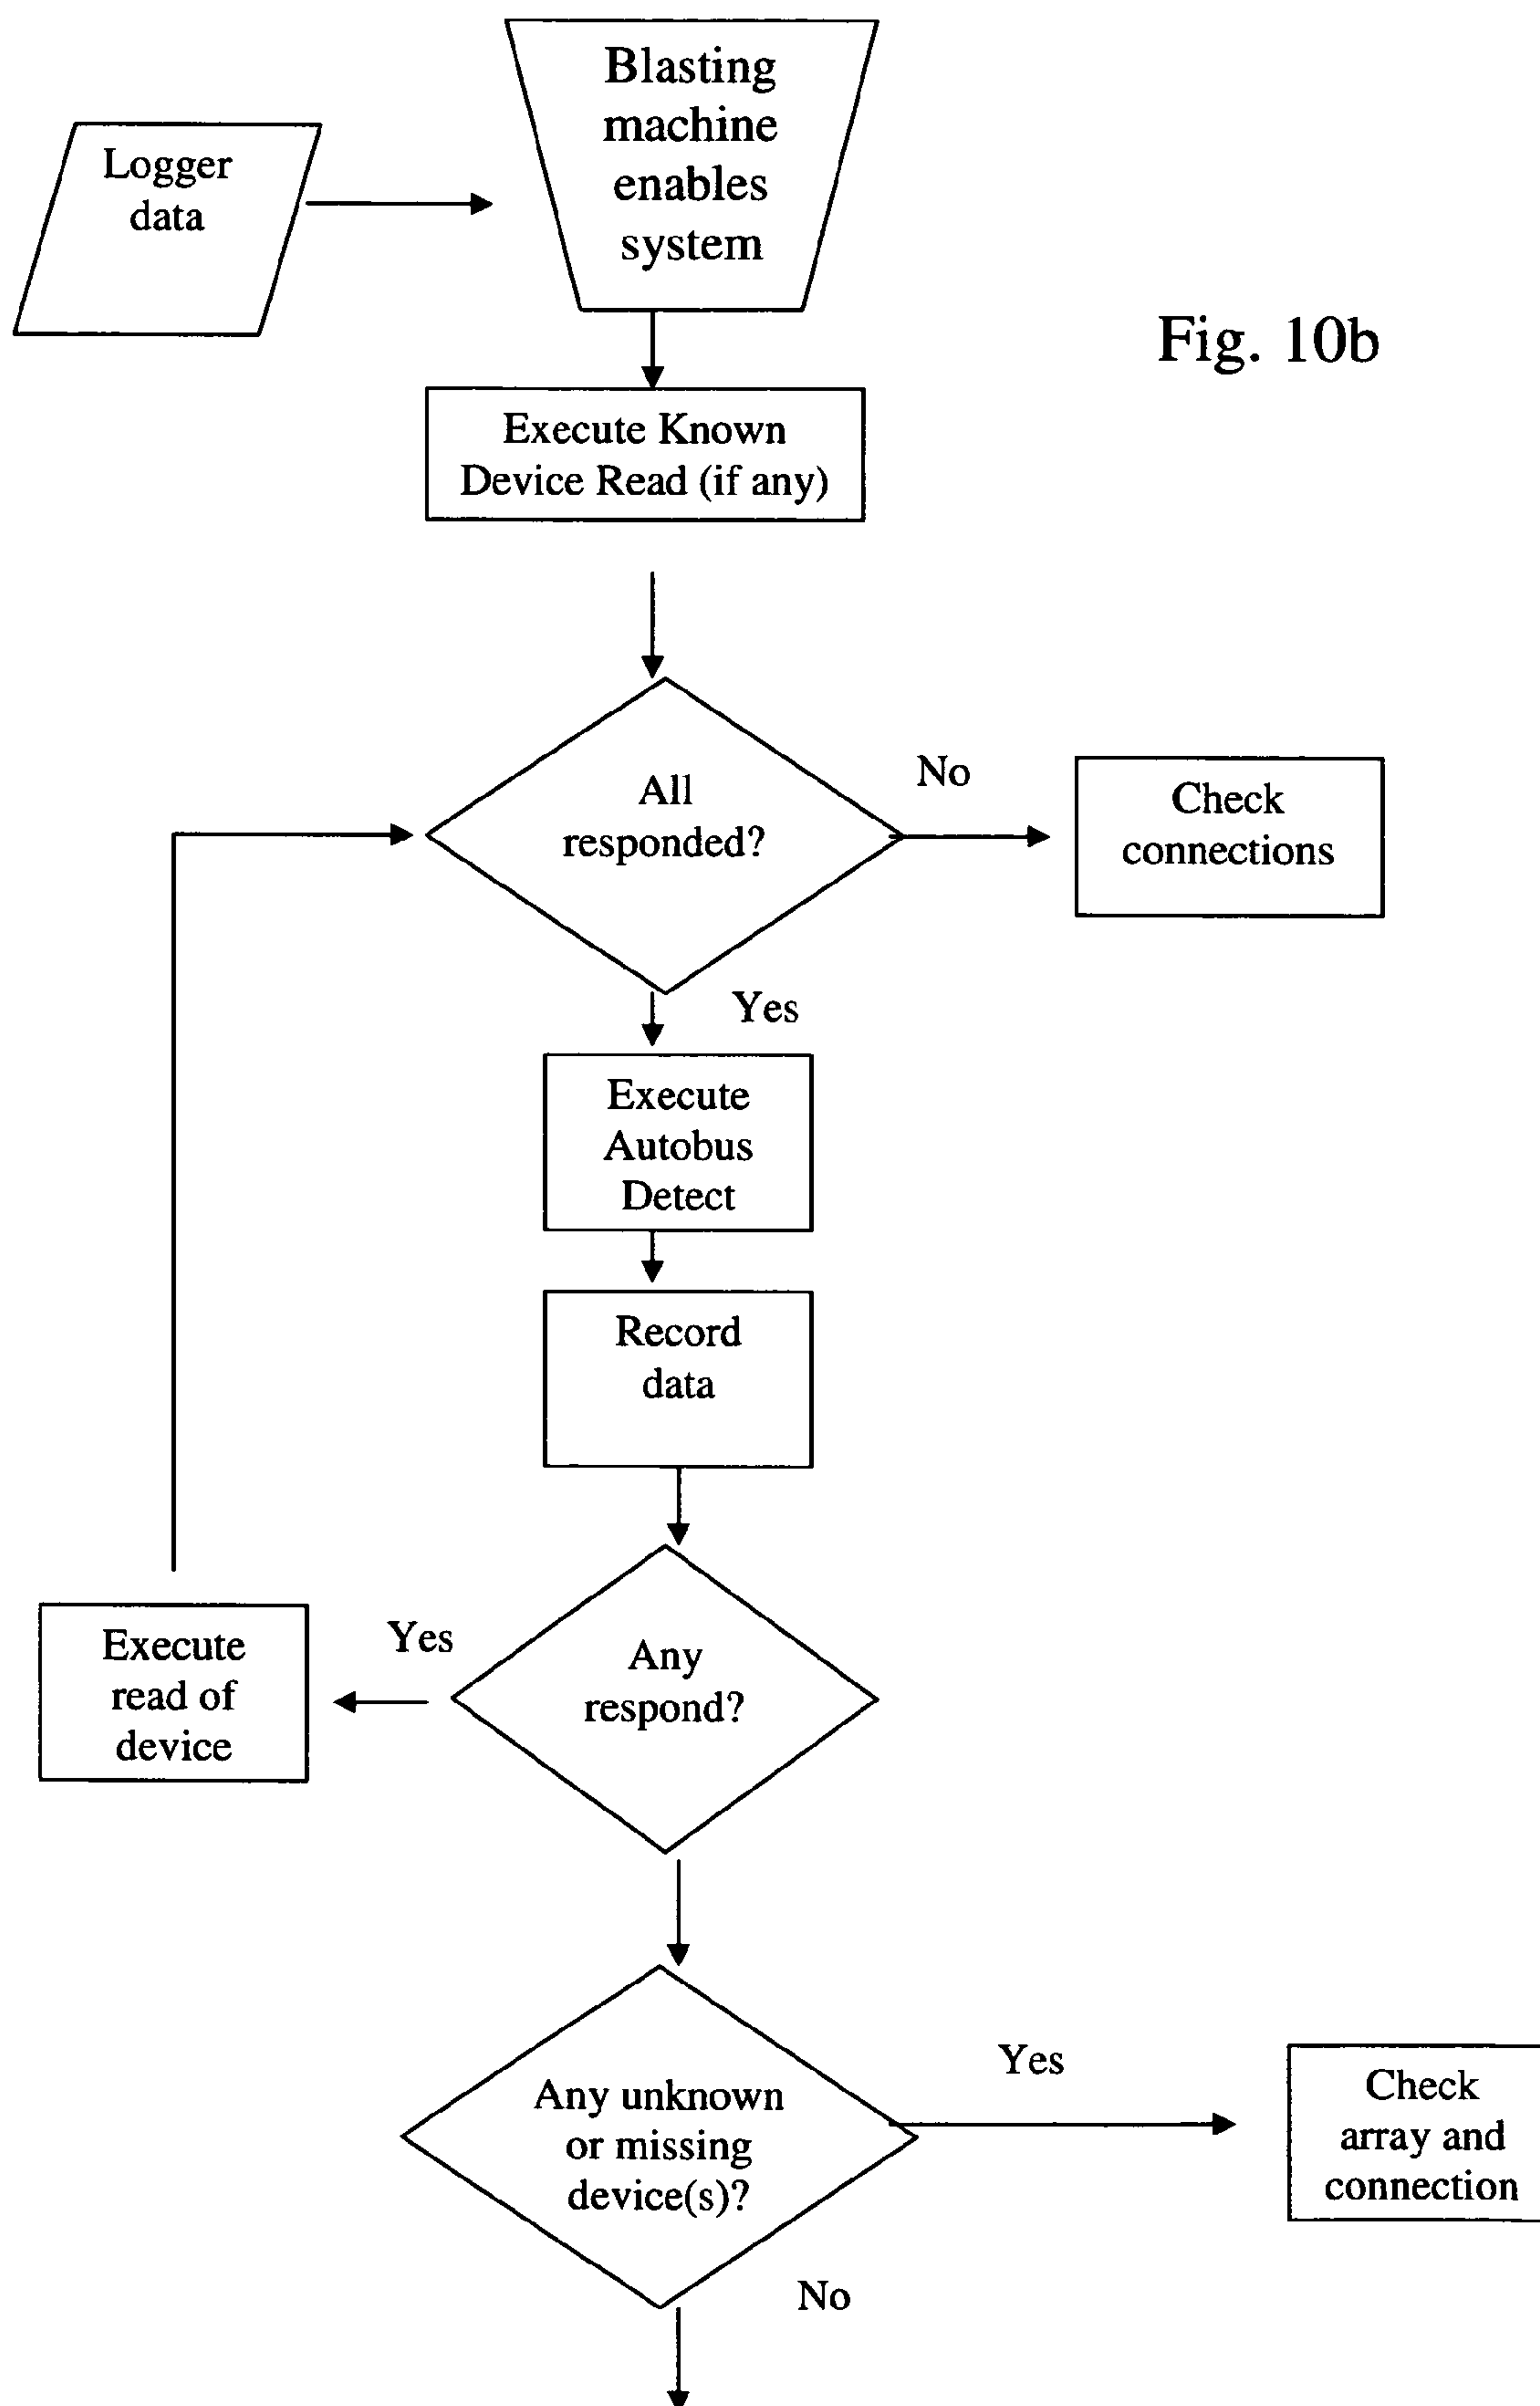 Blasting
machine
enables
system
Logger
data
Fig. 10b
Execute Known
Device Read (if any)
All
responded?
No
Check
connections
Yes
Execute
Autobus
Detect
Record
data
Any
respond?
Yes
Execute
read of
device
Any unknown
or missing
device(s)?
Yes
Check
array and
connection
No